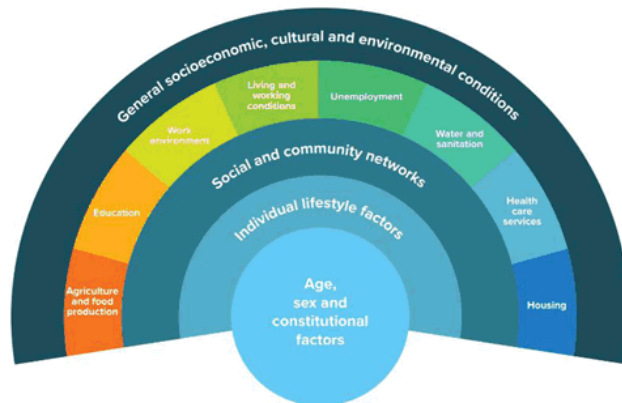 General socioeconomic, cultural and environmental conditions
Living and
working
conditions
Unemployment
Work
environment
Water and
sanitation
Education
Health
care
services
Agriculture
and food
production
Housing
Social and community networks
Individual lifestyle factors
Age,
sex and
constitutional
factors